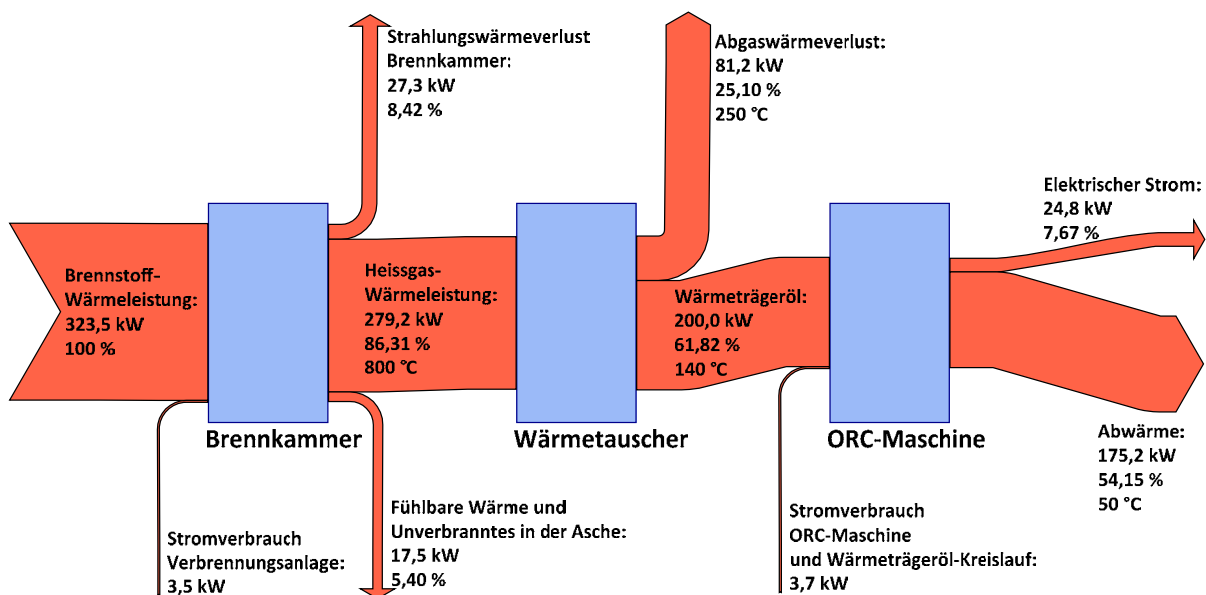 Strahlungswärmeverlust
Brennkammer:
27,3 kW
8,42 %
Abgaswärmeverlust:
81,2 kW
25,10 %
250 °C
Elektrischer Strom:
24,8 kW
7,67 %
Brennstoff-
Wärmeleistung:
323,5 kW
100 %
Heissgas-
Wärmeleistung:
279,2 kW
86,31 %
800 °C
Wärmeträgeröl:
200,0 kW
61,82 %
140 °C
Brennkammer
Wärmetauscher
ORC-Maschine
Abwärme:
175,2 kW
54,15 %
50 °C
Stromverbrauch
Verbrennungsanlage:
3,5 kW
Fühlbare Wärme und
Unverbranntes in der Asche:
17,5 kW
5,40 %
Stromverbrauch
ORC-Maschine
und Wärmeträgeröl-Kreislauf:
3,7 kW